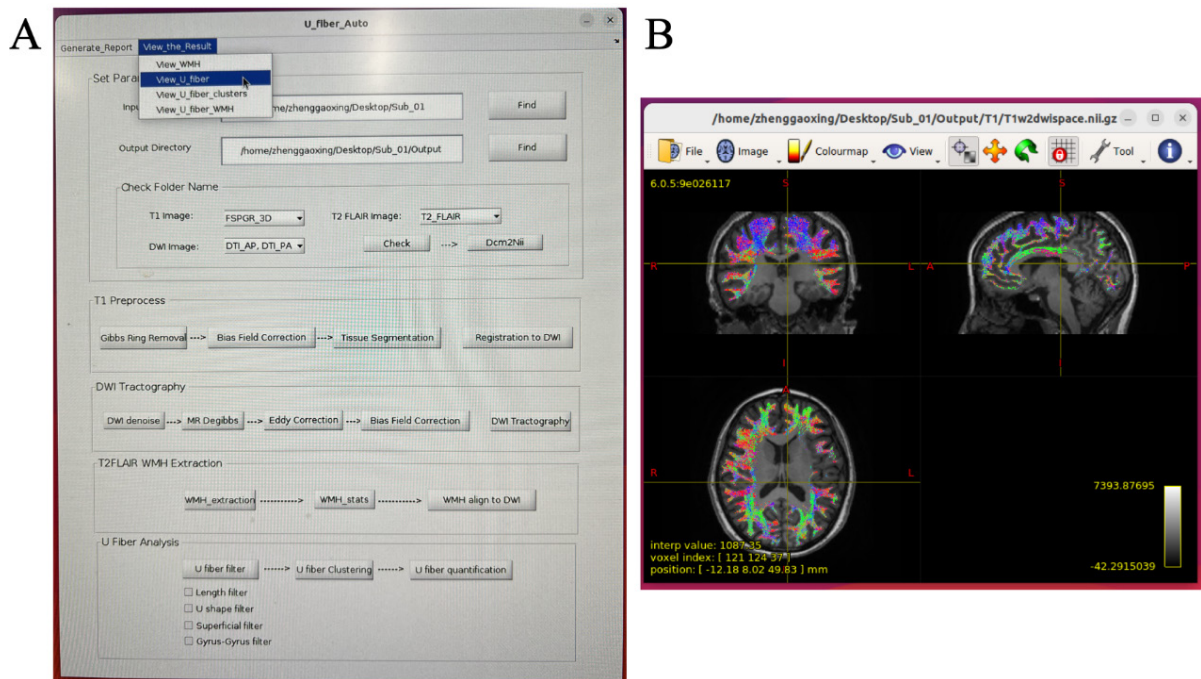 A
U_fiber_Auto
Generate_Report View_the_Result
View_WMH
View_U_fiber
View_U_fiber_clusters
View_U_fiber_WMH
Set Para
Inpu
me/zhenggaoxing/Desktop/Sub_01
Find
Output Directory
/home/zhenggaoxing/Desktop/Sub_01/Output
Find
Check Folder Name
T1 Image: FSPGR_3D T2 FLAIR Image: T2_FLAIR
DWI Image: DTI_AP, DTI_PA Check ---> Dcm2Nii
T1 Preprocess
Gibbs Ring Removal ---> Bias Field Correction ---> Tissue Segmentation Registration to DWI
DWI Tractography
DWI denoise ---> MR Degibbs ---> Eddy Correction ---> Bias Field Correction DWI Tractography
T2FLAIR WMH Extraction
WMH_extraction -----------> WMH_stats -----------> WMH align to DWI
U Fiber Analysis
U fiber filter ------> U fiber Clustering ------> U fiber quantification
Length filter
U shape filter
Superficial filter
Gyrus-Gyrus filter
B
/home/zhenggaoxing/Desktop/Sub_01/Output/T1/T1w2dwispace.nii.gz
File Image Colourmap View Tool
6.0.5:9e026117
S
S
R
L
A
P
I
I
A
R
L
7393.87695
-42.2915039
interp value: 1087.35
voxel index: [ 121 124 37 ]
position: [ -12.18 8.02 49.83 ] mm